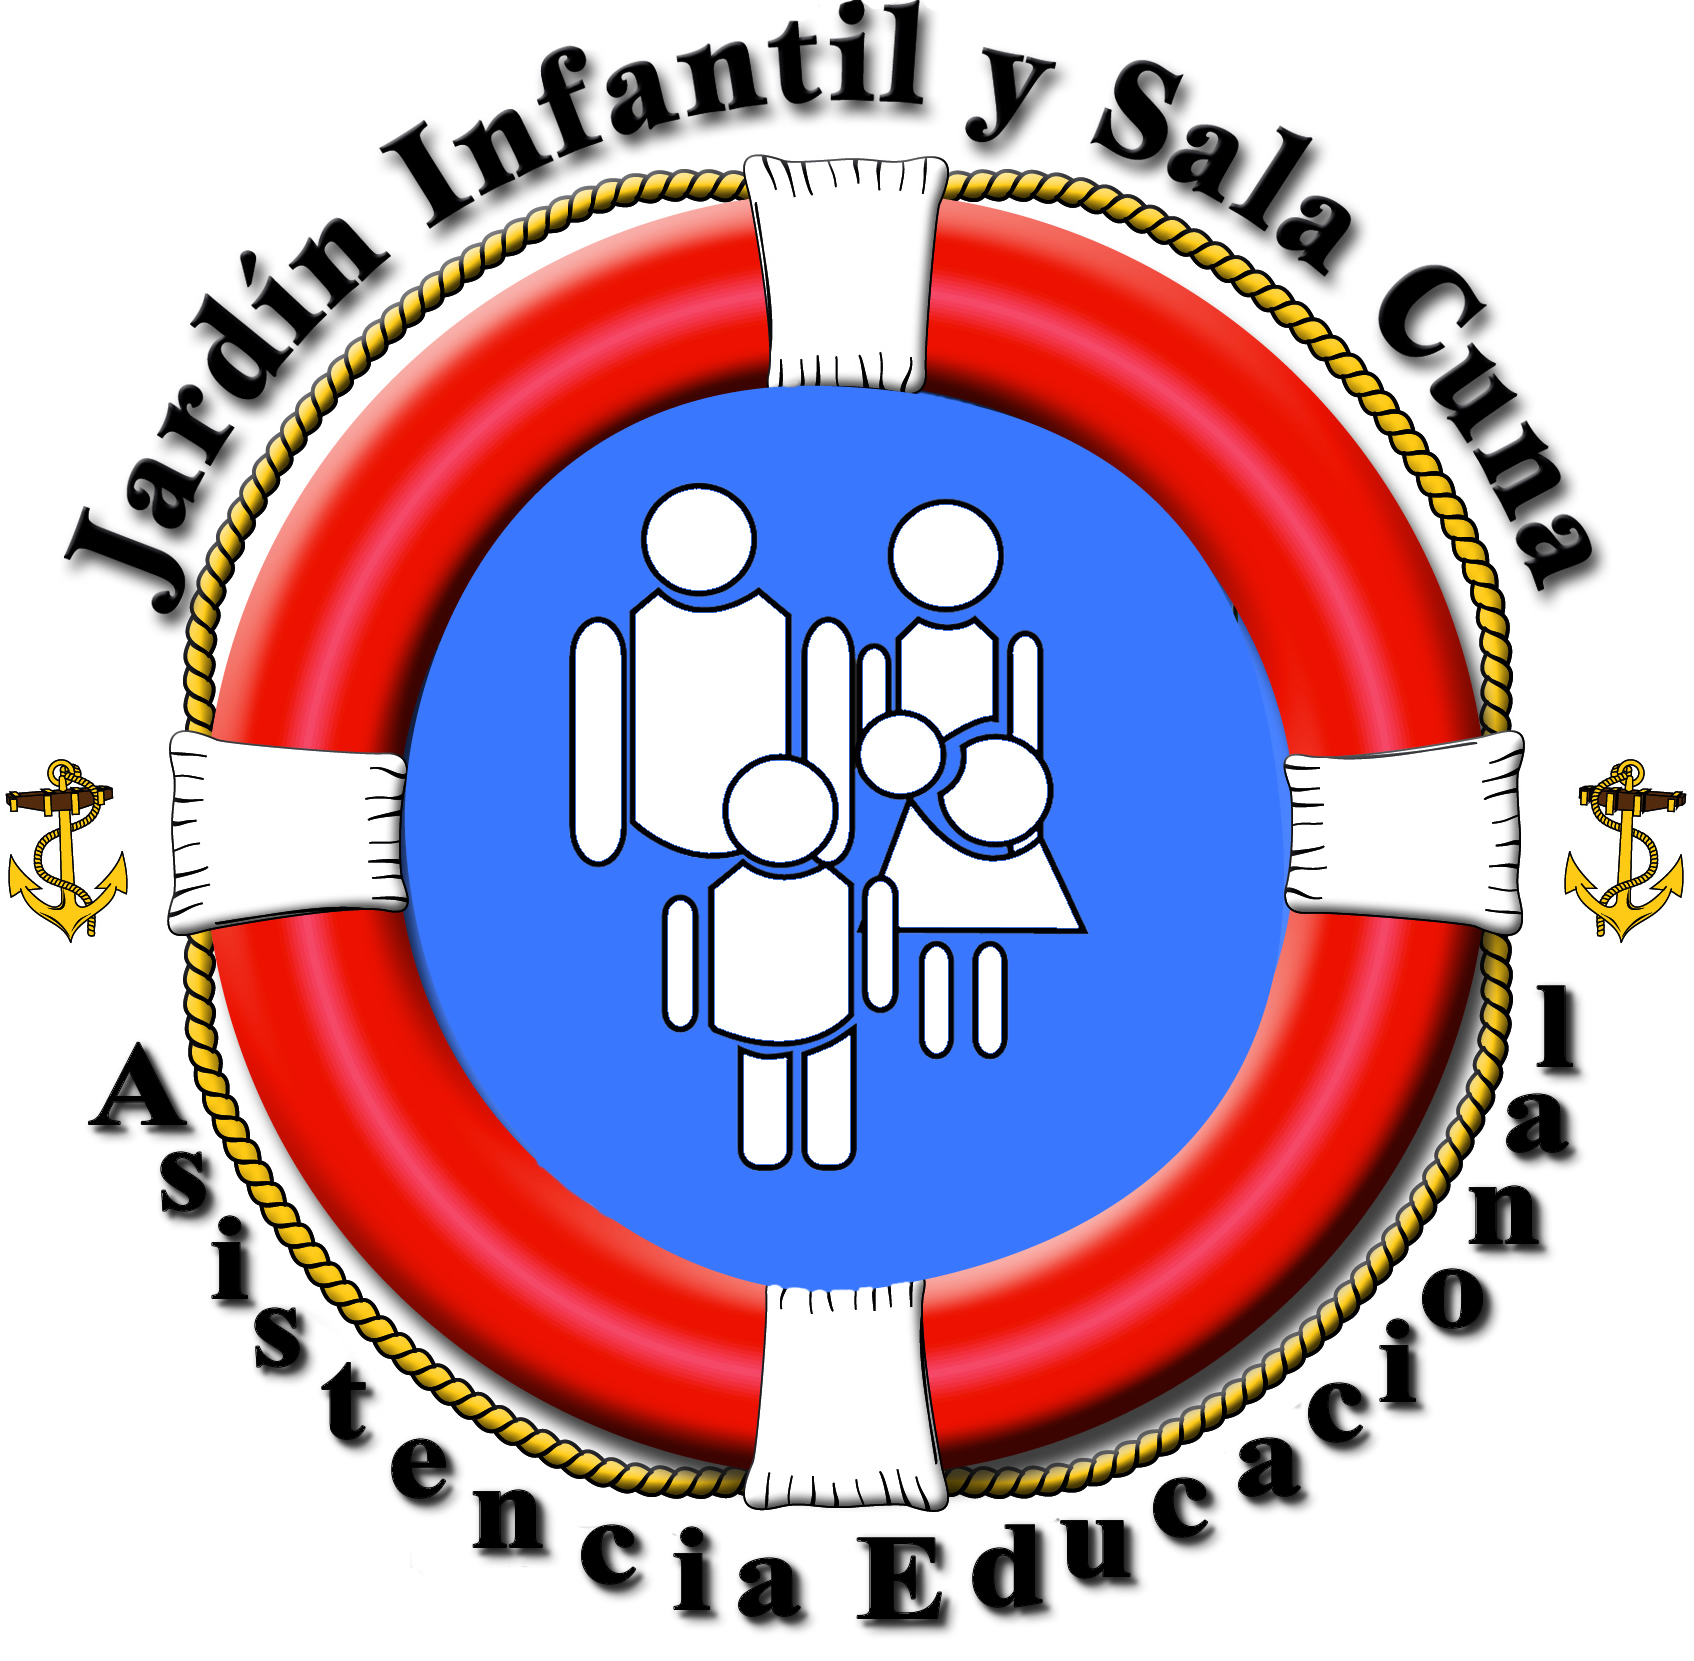 Jardín Infantil y Sala Cuna
Asistencia Educacional